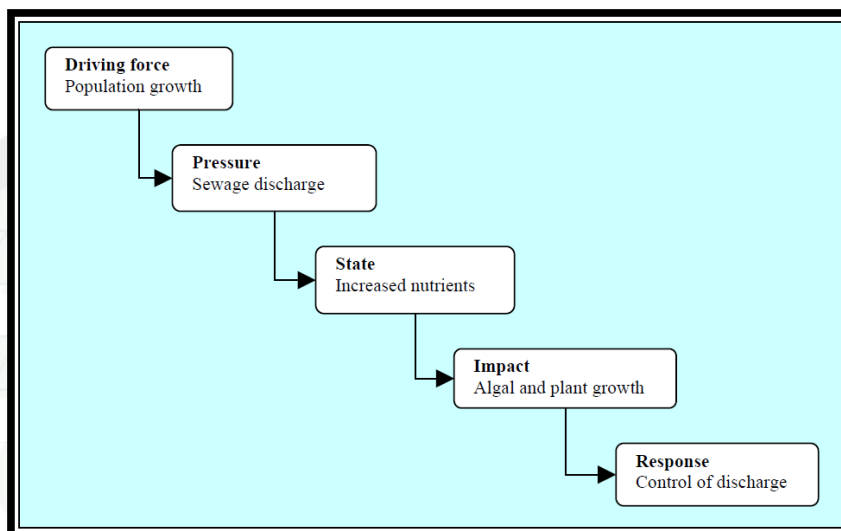 Driving force
Population growth
Pressure
Sewage discharge
State
Increased nutrients
Impact
Algal and plant growth
Response
Control of discharge